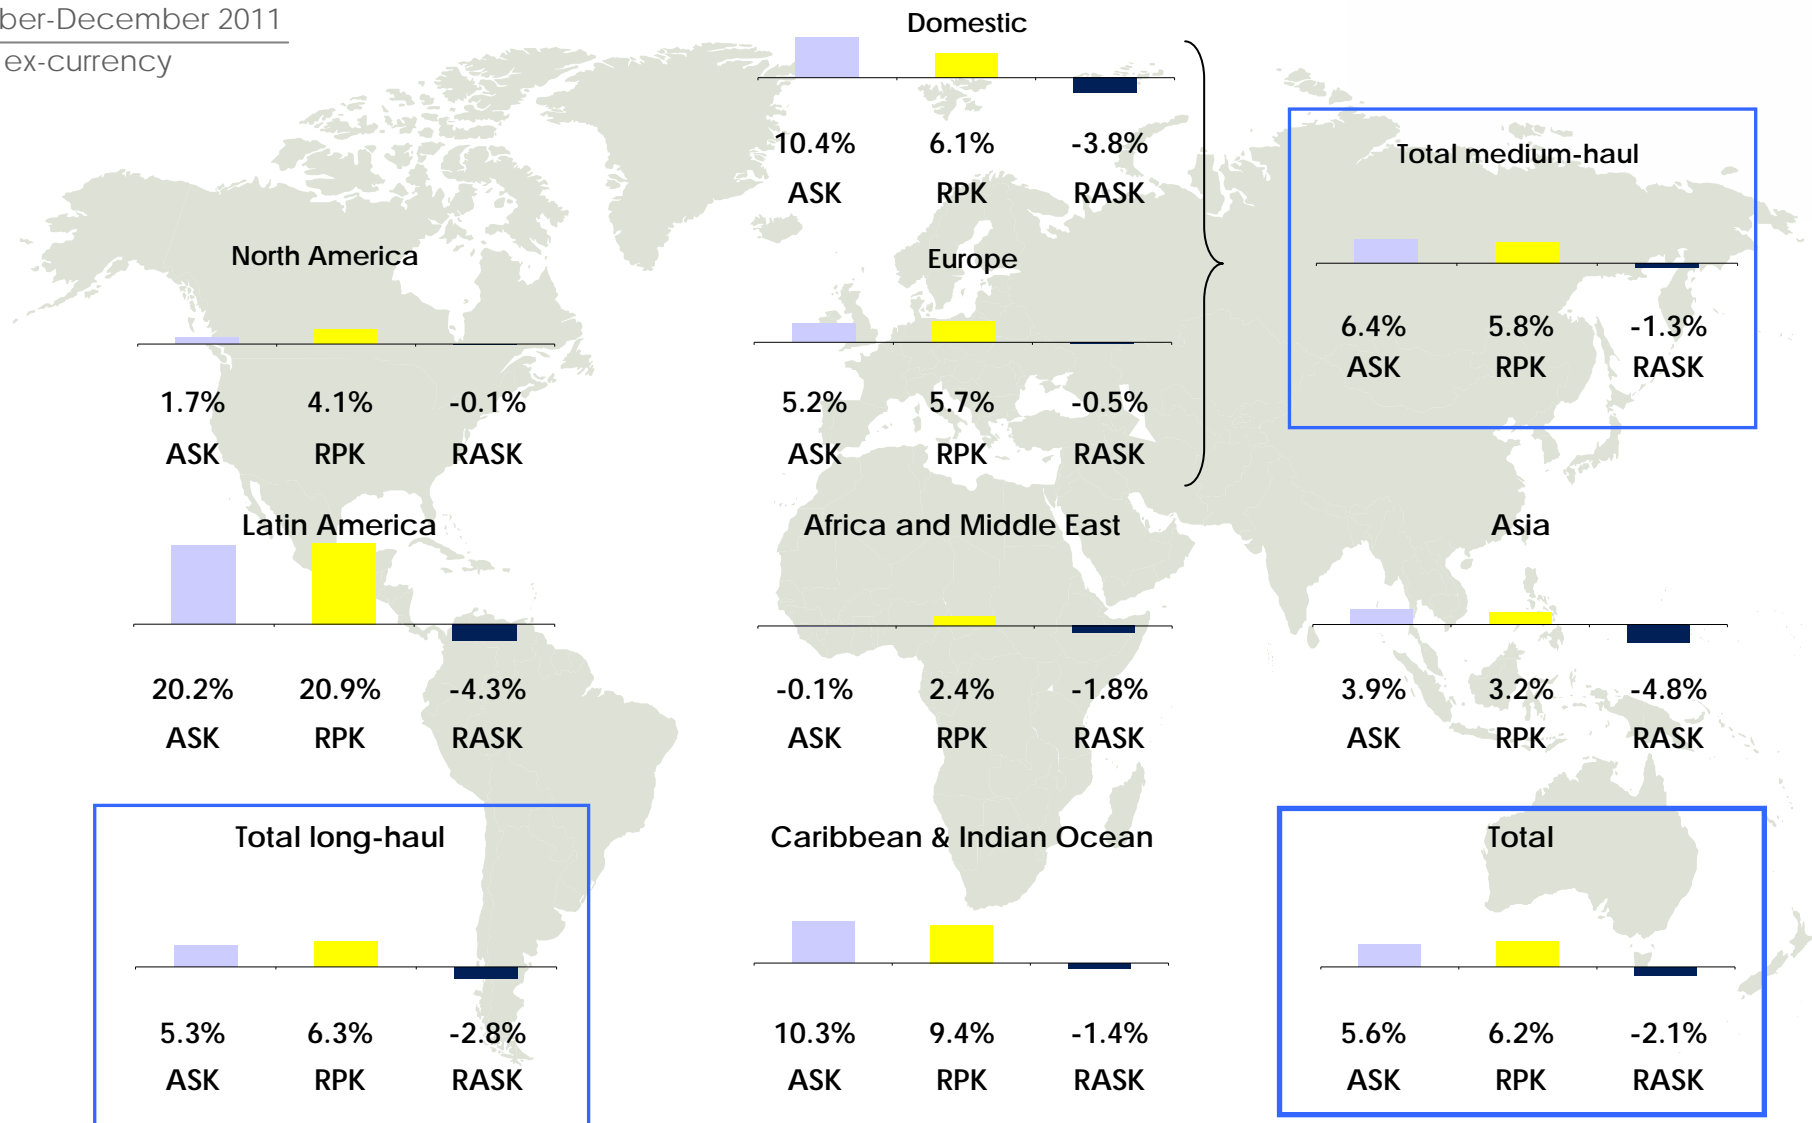 ber-December 2011
ex-currency
Domestic
10.4% 6.1% -3.8%
ASK RPK RASK
Total medium-haul
6.4% 5.8% -1.3%
ASK RPK RASK
North America
1.7% 4.1% -0.1%
ASK RPK RASK
Europe
5.2% 5.7% -0.5%
ASK RPK RASK
Latin America
20.2% 20.9% -4.3%
ASK RPK RASK
Africa and Middle East
-0.1% 2.4% -1.8%
ASK RPK RASK
Asia
3.9% 3.2% -4.8%
ASK RPK RASK
Total long-haul
5.3% 6.3% -2.8%
ASK RPK RASK
Caribbean & Indian Ocean
10.3% 9.4% -1.4%
ASK RPK RASK
Total
5.6% 6.2% -2.1%
ASK RPK RASK